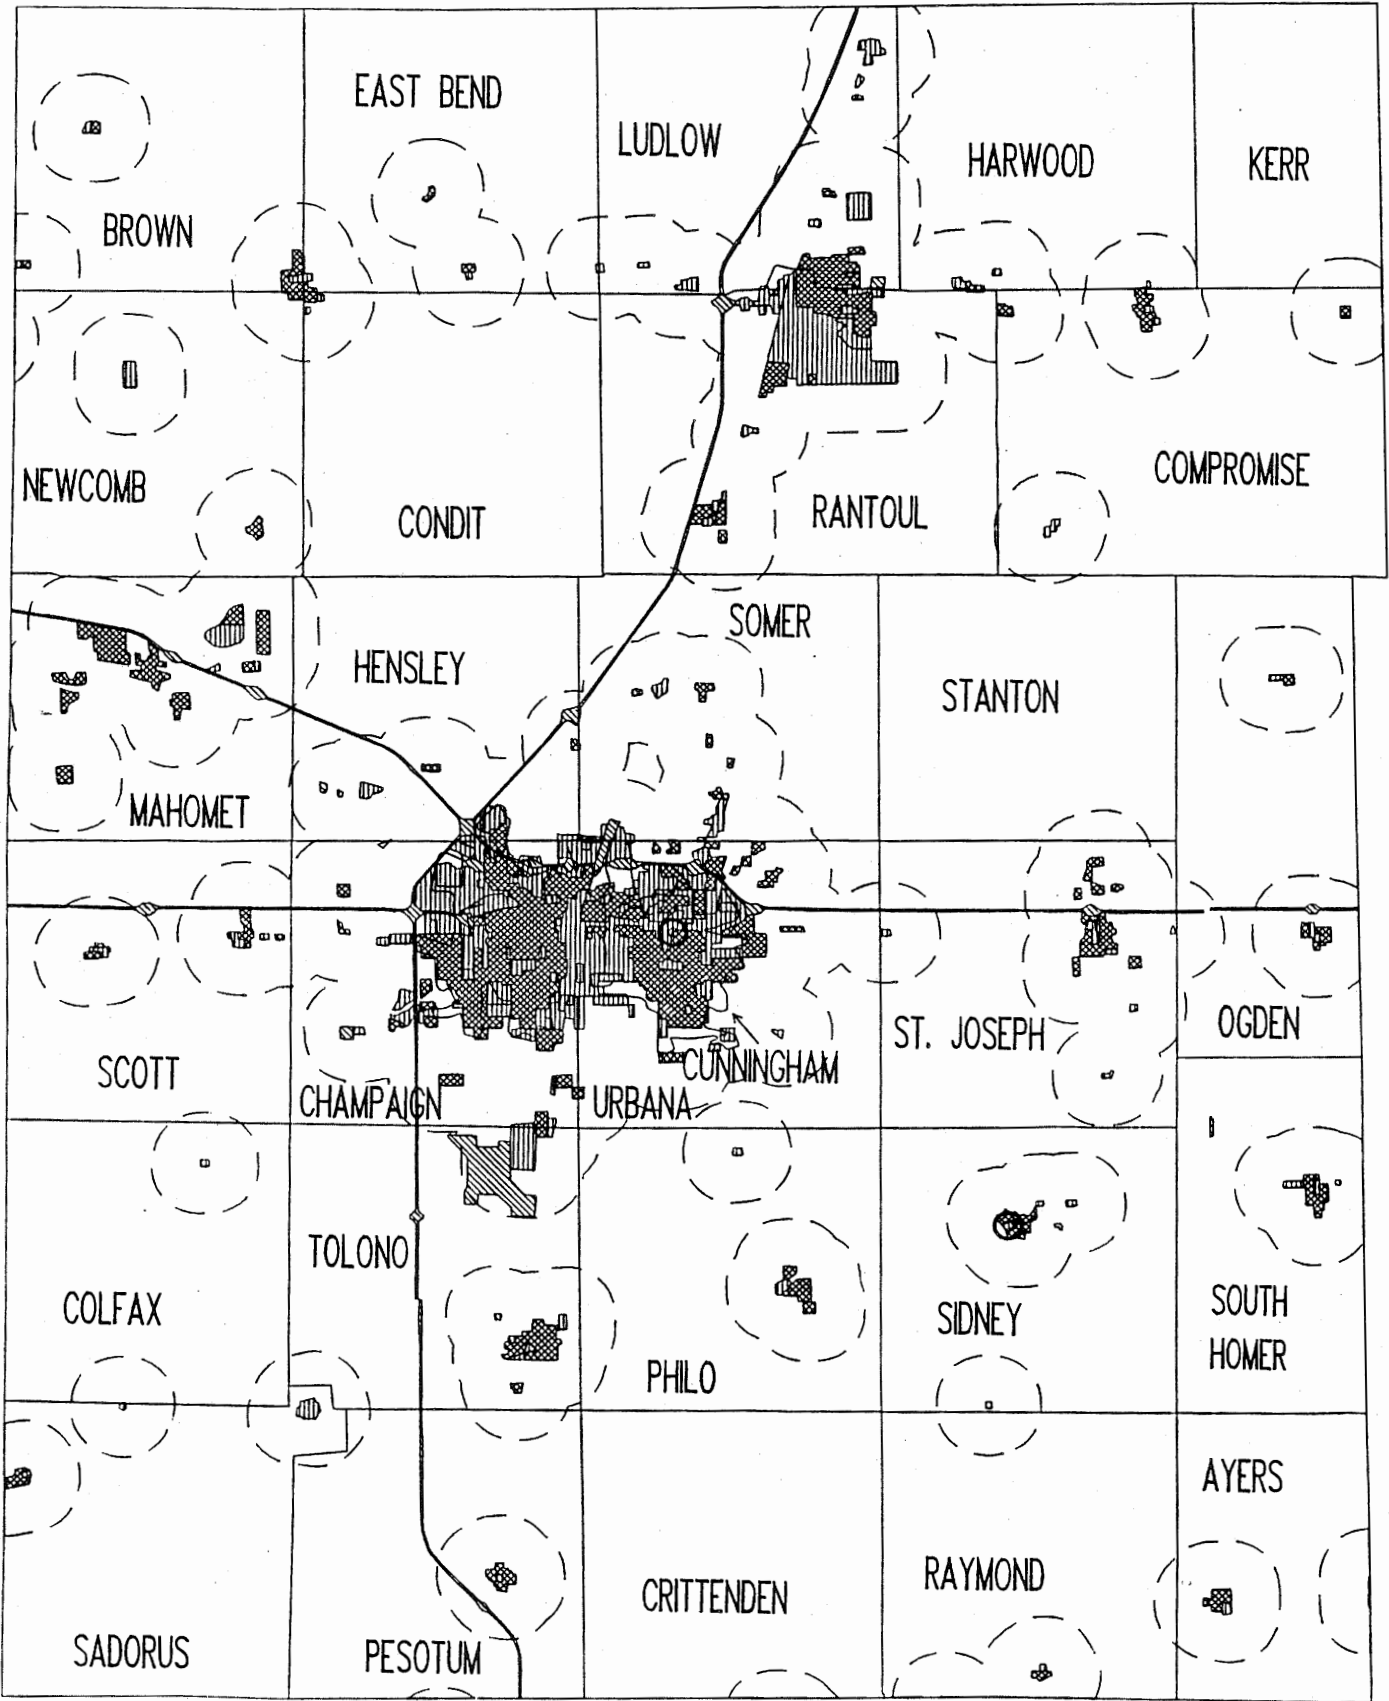 EAST BEND
LUDLOW
HARWOOD
KERR
BROWN
NEWCOMB
CONDIT
RANTOUL
COMPROMISE
SOMER
HENSLEY
STANTON
MAHOMET
SCOTT
CHAMPAIGN
URBANA
CUNNINGHAM
ST. JOSEPH
OGDEN
TOLONO
COLFAX
PHILO
SIDNEY
SOUTH
HOMER
AYERS
SADORUS
PESOTUM
CRITTENDEN
RAYMOND